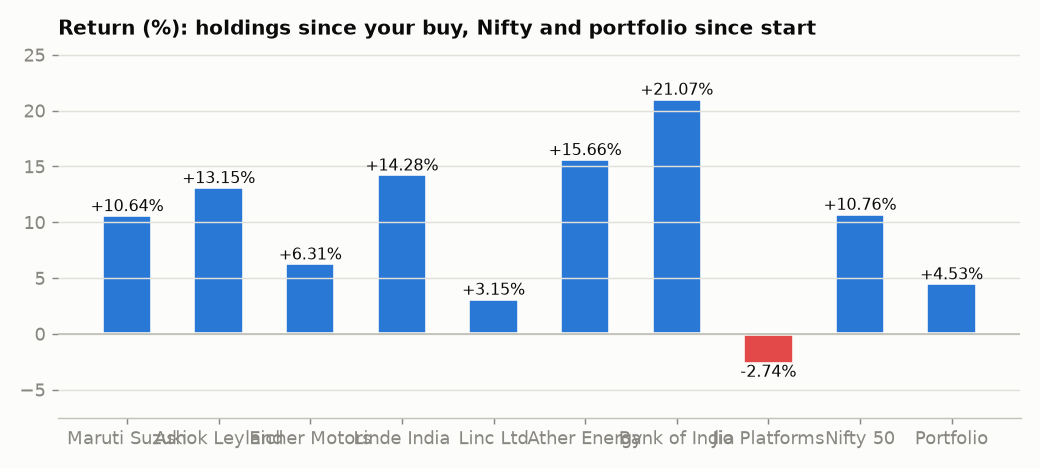 Return (%): holdings since your buy, Nifty and portfolio since start
25
20
15
10
5
0
−5
+10.64%
+13.15%
+6.31%
+14.28%
+3.15%
+15.66%
+21.07%
-2.74%
+10.76%
+4.53%
Maruti Suzuki
Ashok Leyland
Eicher Motors
Linde India
Linc Ltd
Ather Energy
Bank of India
Jio Platforms
Nifty 50
Portfolio